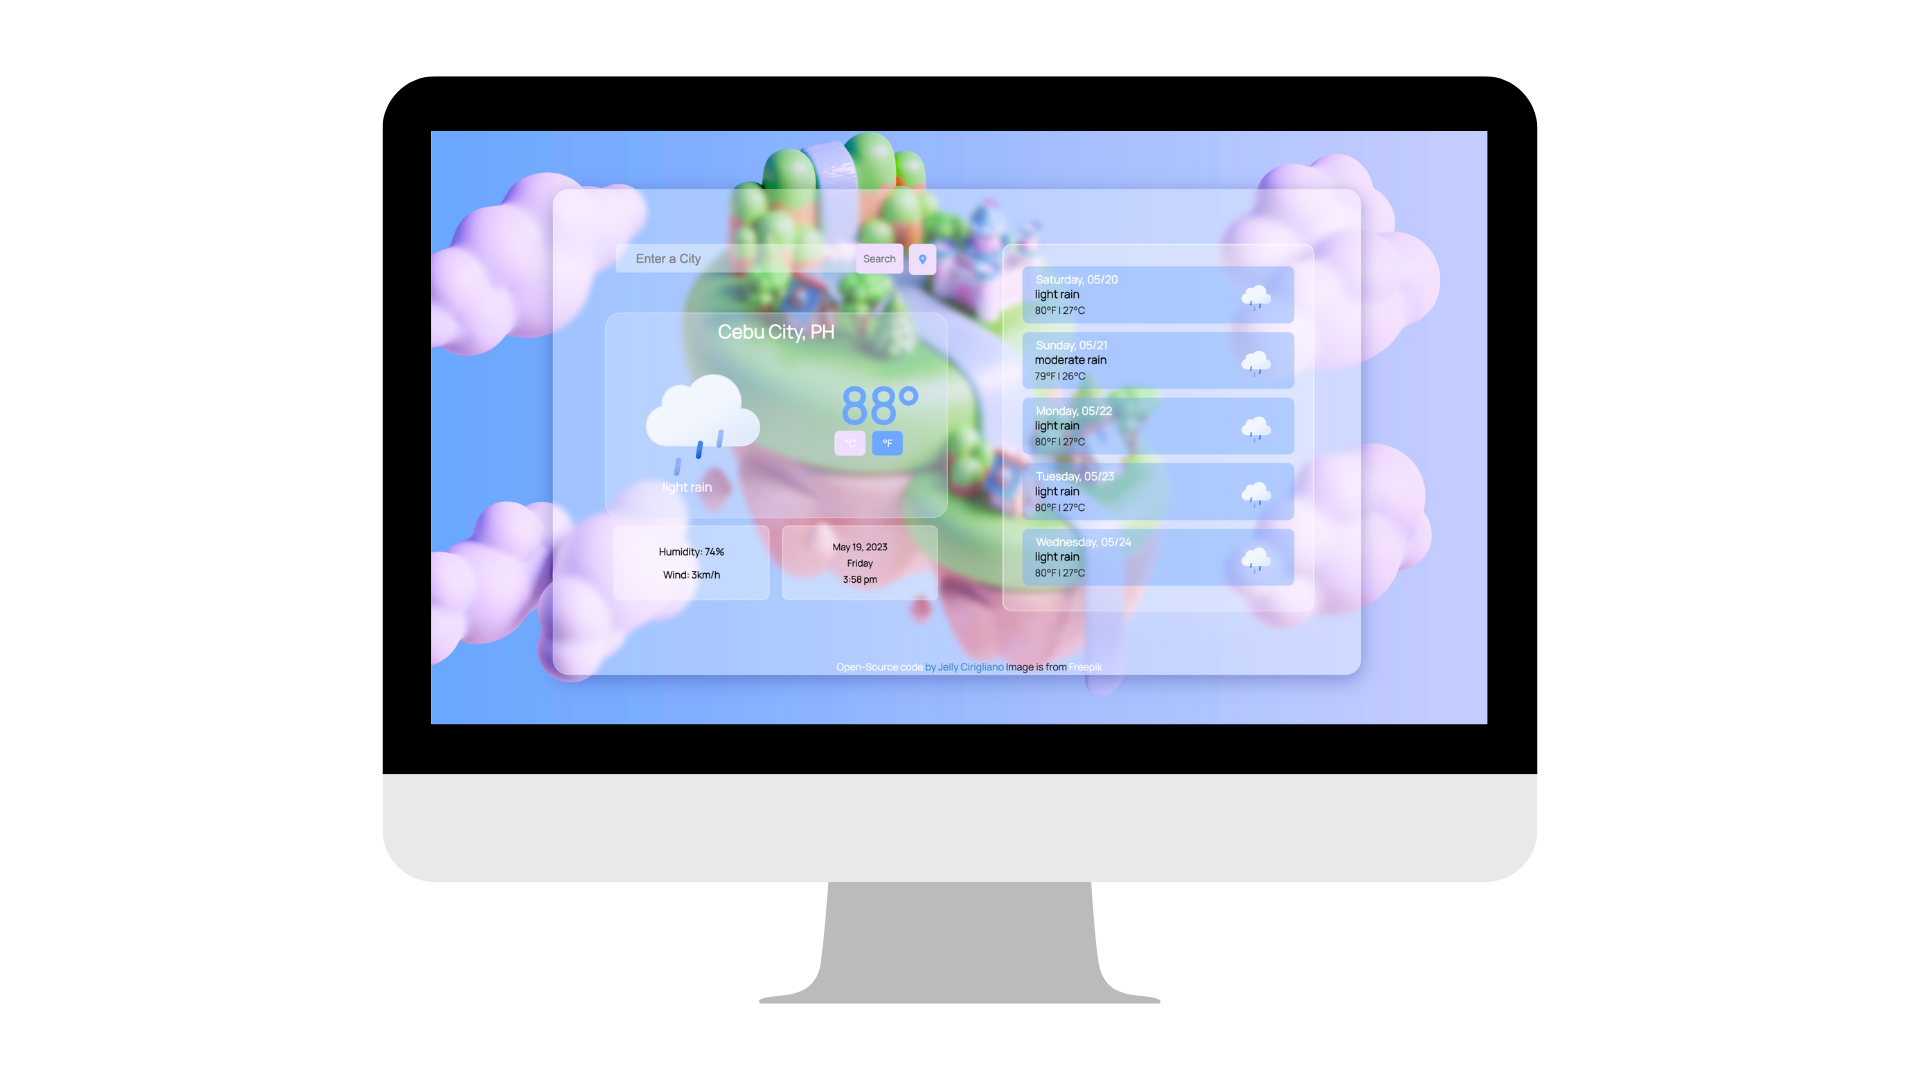 Enter a City
Search
Cebu City, PH
88°
°C
°F
light rain
Humidity: 74%
Wind: 3km/h
May 19, 2023
Friday
3:58 pm
Saturday, 05/20
light rain
80°F | 27°C
Sunday, 05/21
moderate rain
79°F | 26°C
Monday, 05/22
light rain
80°F | 27°C
Tuesday, 05/23
light rain
80°F | 27°C
Wednesday, 05/24
light rain
80°F | 27°C
Open-Source code by Jelly Cirigliano Image is from Freepik